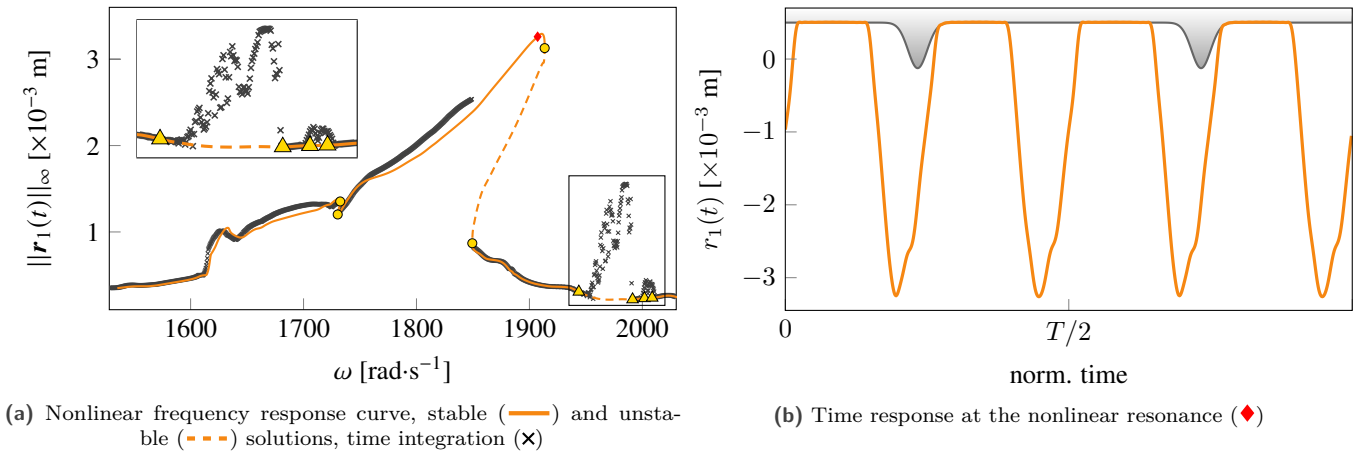 3
2
1
||r₁(t)||∞ [×10⁻³ m]
1600 1700 1800 1900 2000
ω [rad·s⁻¹]
(a) Nonlinear frequency response curve, stable ( ) and unsta-
ble ( ) solutions, time integration (×)
0
−1
−2
−3
r₁(t) [×10⁻³ m]
0 T/2
norm. time
(b) Time response at the nonlinear resonance (♦)